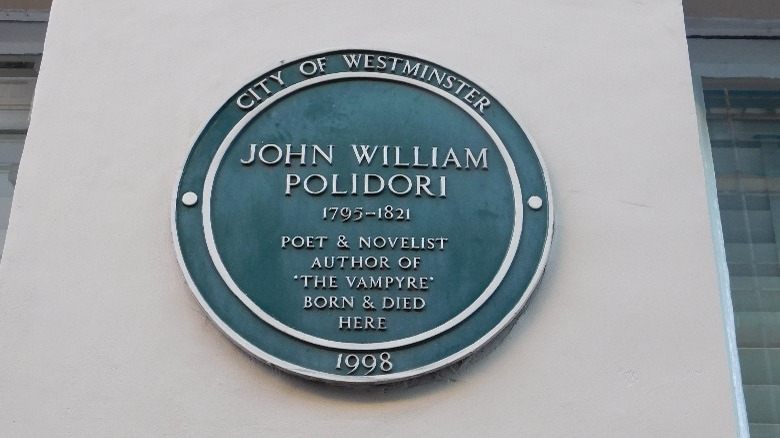 CITY OF WESTMINSTER
JOHN WILLIAM
POLIDORI
1795-1821
POET & NOVELIST
AUTHOR OF
'THE VAMPYRE'
BORN & DIED
HERE
1998